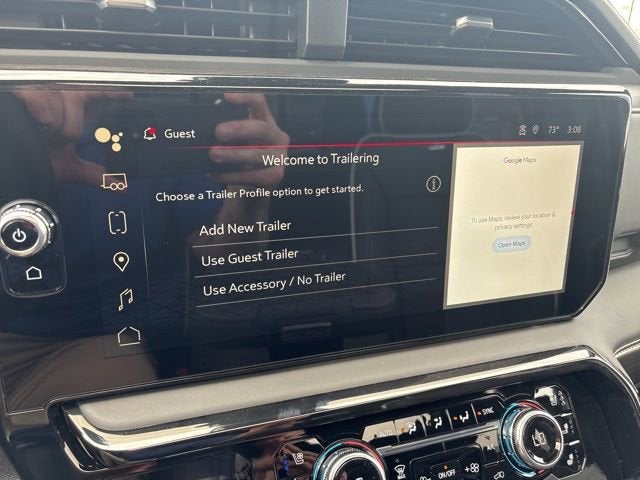 Guest
73° 3:08
Welcome to Trailering
Google Maps
Choose a Trailer Profile option to get started.
To use Maps, review your location &
privacy settings.
Open Maps
Add New Trailer
Use Guest Trailer
Use Accessory / No Trailer
AUTO
SYNC
ON/OFF